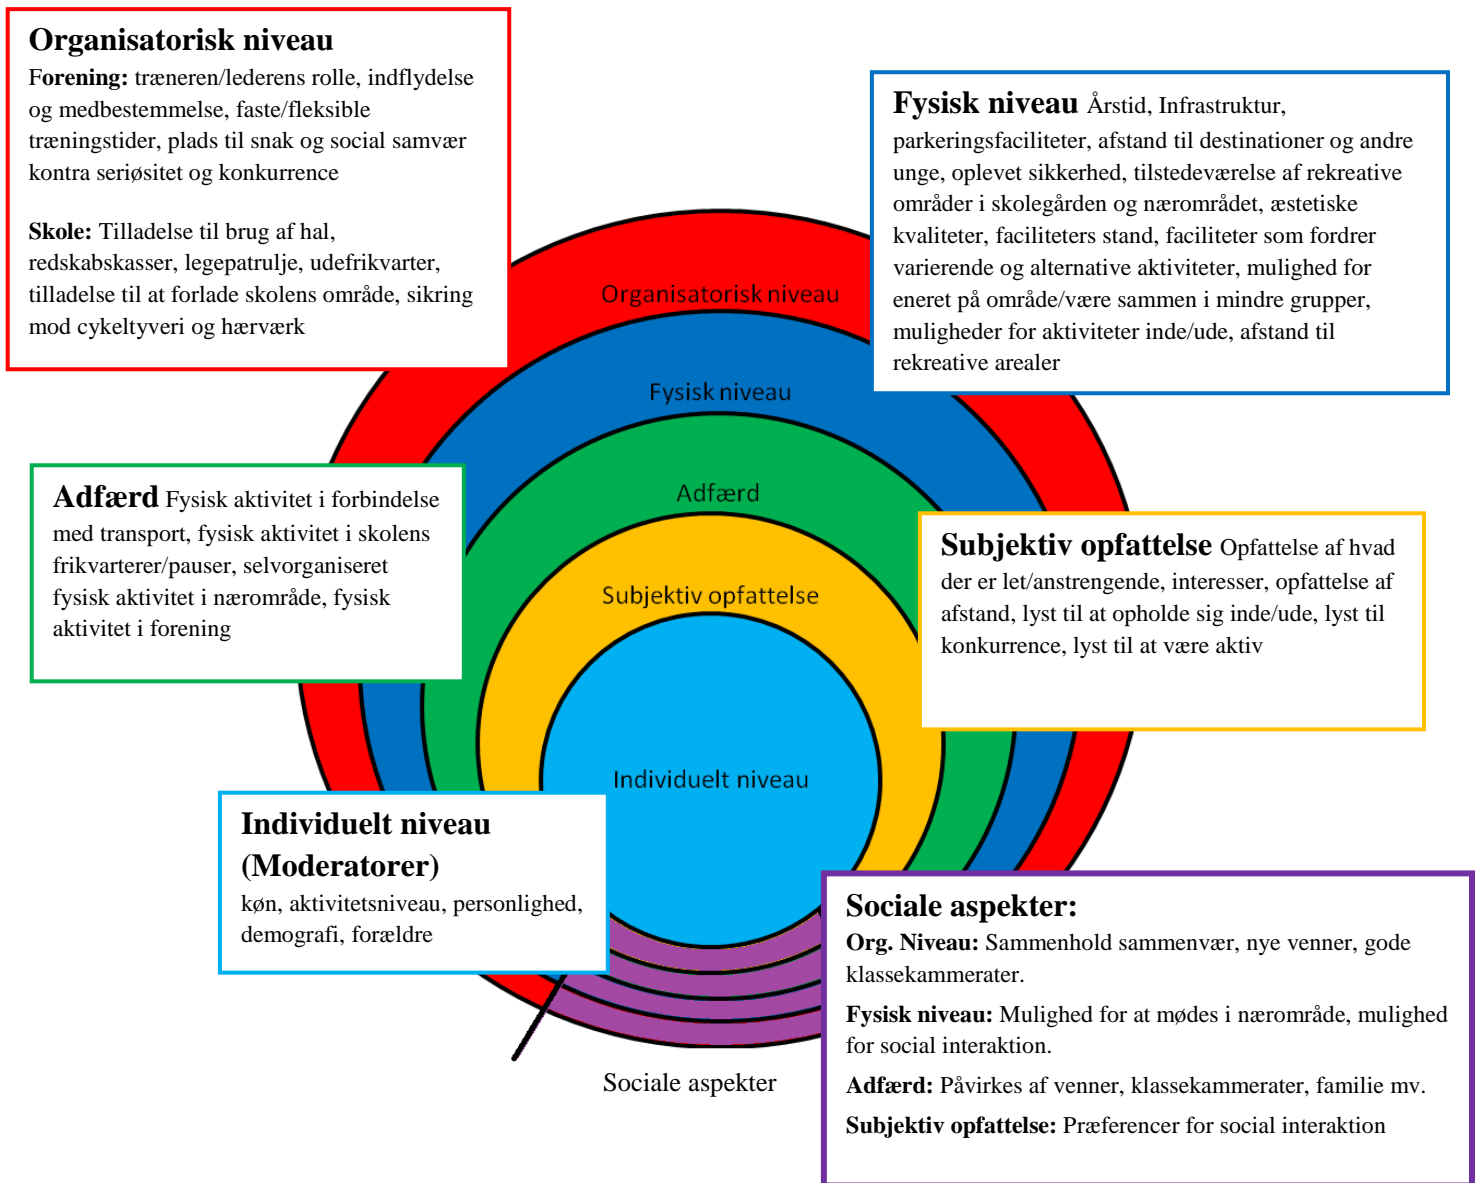 Organisatorisk niveau
Forening: træneren/lederens rolle, indflydelse
og medbestemmelse, faste/fleksible
træningstider, plads til snak og social samvær
kontra seriøsitet og konkurrence
Skole: Tilladelse til brug af hal,
redskabskasser, legepatrulje, udefrikvarter,
tilladelse til at forlade skolens område, sikring
mod cykeltyveri og hærværk
Fysisk niveau Årstid, Infrastruktur,
parkeringsfaciliteter, afstand til destinationer og andre
unge, oplevet sikkerhed, tilstedeværelse af rekreative
områder i skolegården og nærområdet, æstetiske
kvaliteter, faciliteters stand, faciliteter som fordrer
varierende og alternative aktiviteter, mulighed for
eneret på område/være sammen i mindre grupper,
muligheder for aktiviteter inde/ude, afstand til
rekreative arealer
Organisatorisk niveau
Fysisk niveau
Adfærd
Subjektiv opfattelse
Individuelt niveau
Adfærd Fysisk aktivitet i forbindelse
med transport, fysisk aktivitet i skolens
frikvarterer/pauser, selvorganiseret
fysisk aktivitet i nærområde, fysisk
aktivitet i forening
Subjektiv opfattelse Opfattelse af hvad
der er let/anstrengende, interesser, opfattelse af
afstand, lyst til at opholde sig inde/ude, lyst til
konkurrence, lyst til at være aktiv
Individuelt niveau
(Moderatorer)
køn, aktivitetsniveau, personlighed,
demografi, forældre
Sociale aspekter
Sociale aspekter:
Org. Niveau: Sammenhold sammenvær, nye venner, gode
klassekammerater.
Fysisk niveau: Mulighed for at mødes i nærområde, mulighed
for social interaktion.
Adfærd: Påvirkes af venner, klassekammerater, familie mv.
Subjektiv opfattelse: Præferencer for social interaktion